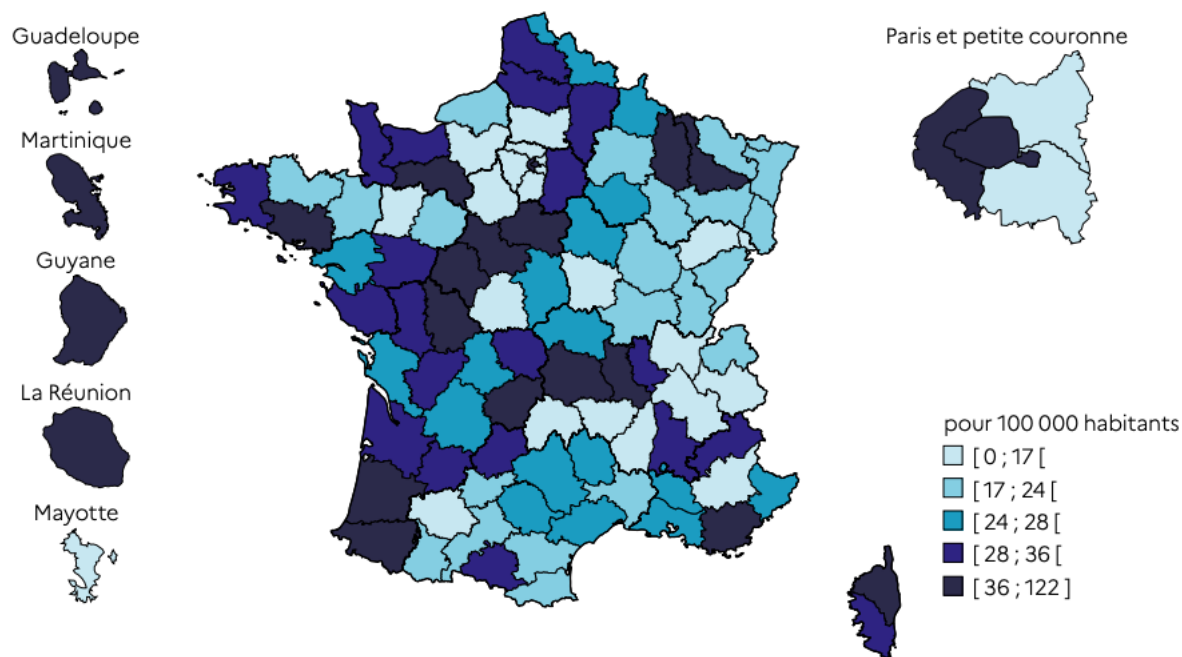 Guadeloupe
Martinique
Guyane
La Réunion
Mayotte
Paris et petite couronne
pour 100 000 habitants
[ 0 ; 17 [
[ 17 ; 24 [
[ 24 ; 28 [
[ 28 ; 36 [
[ 36 ; 122 ]